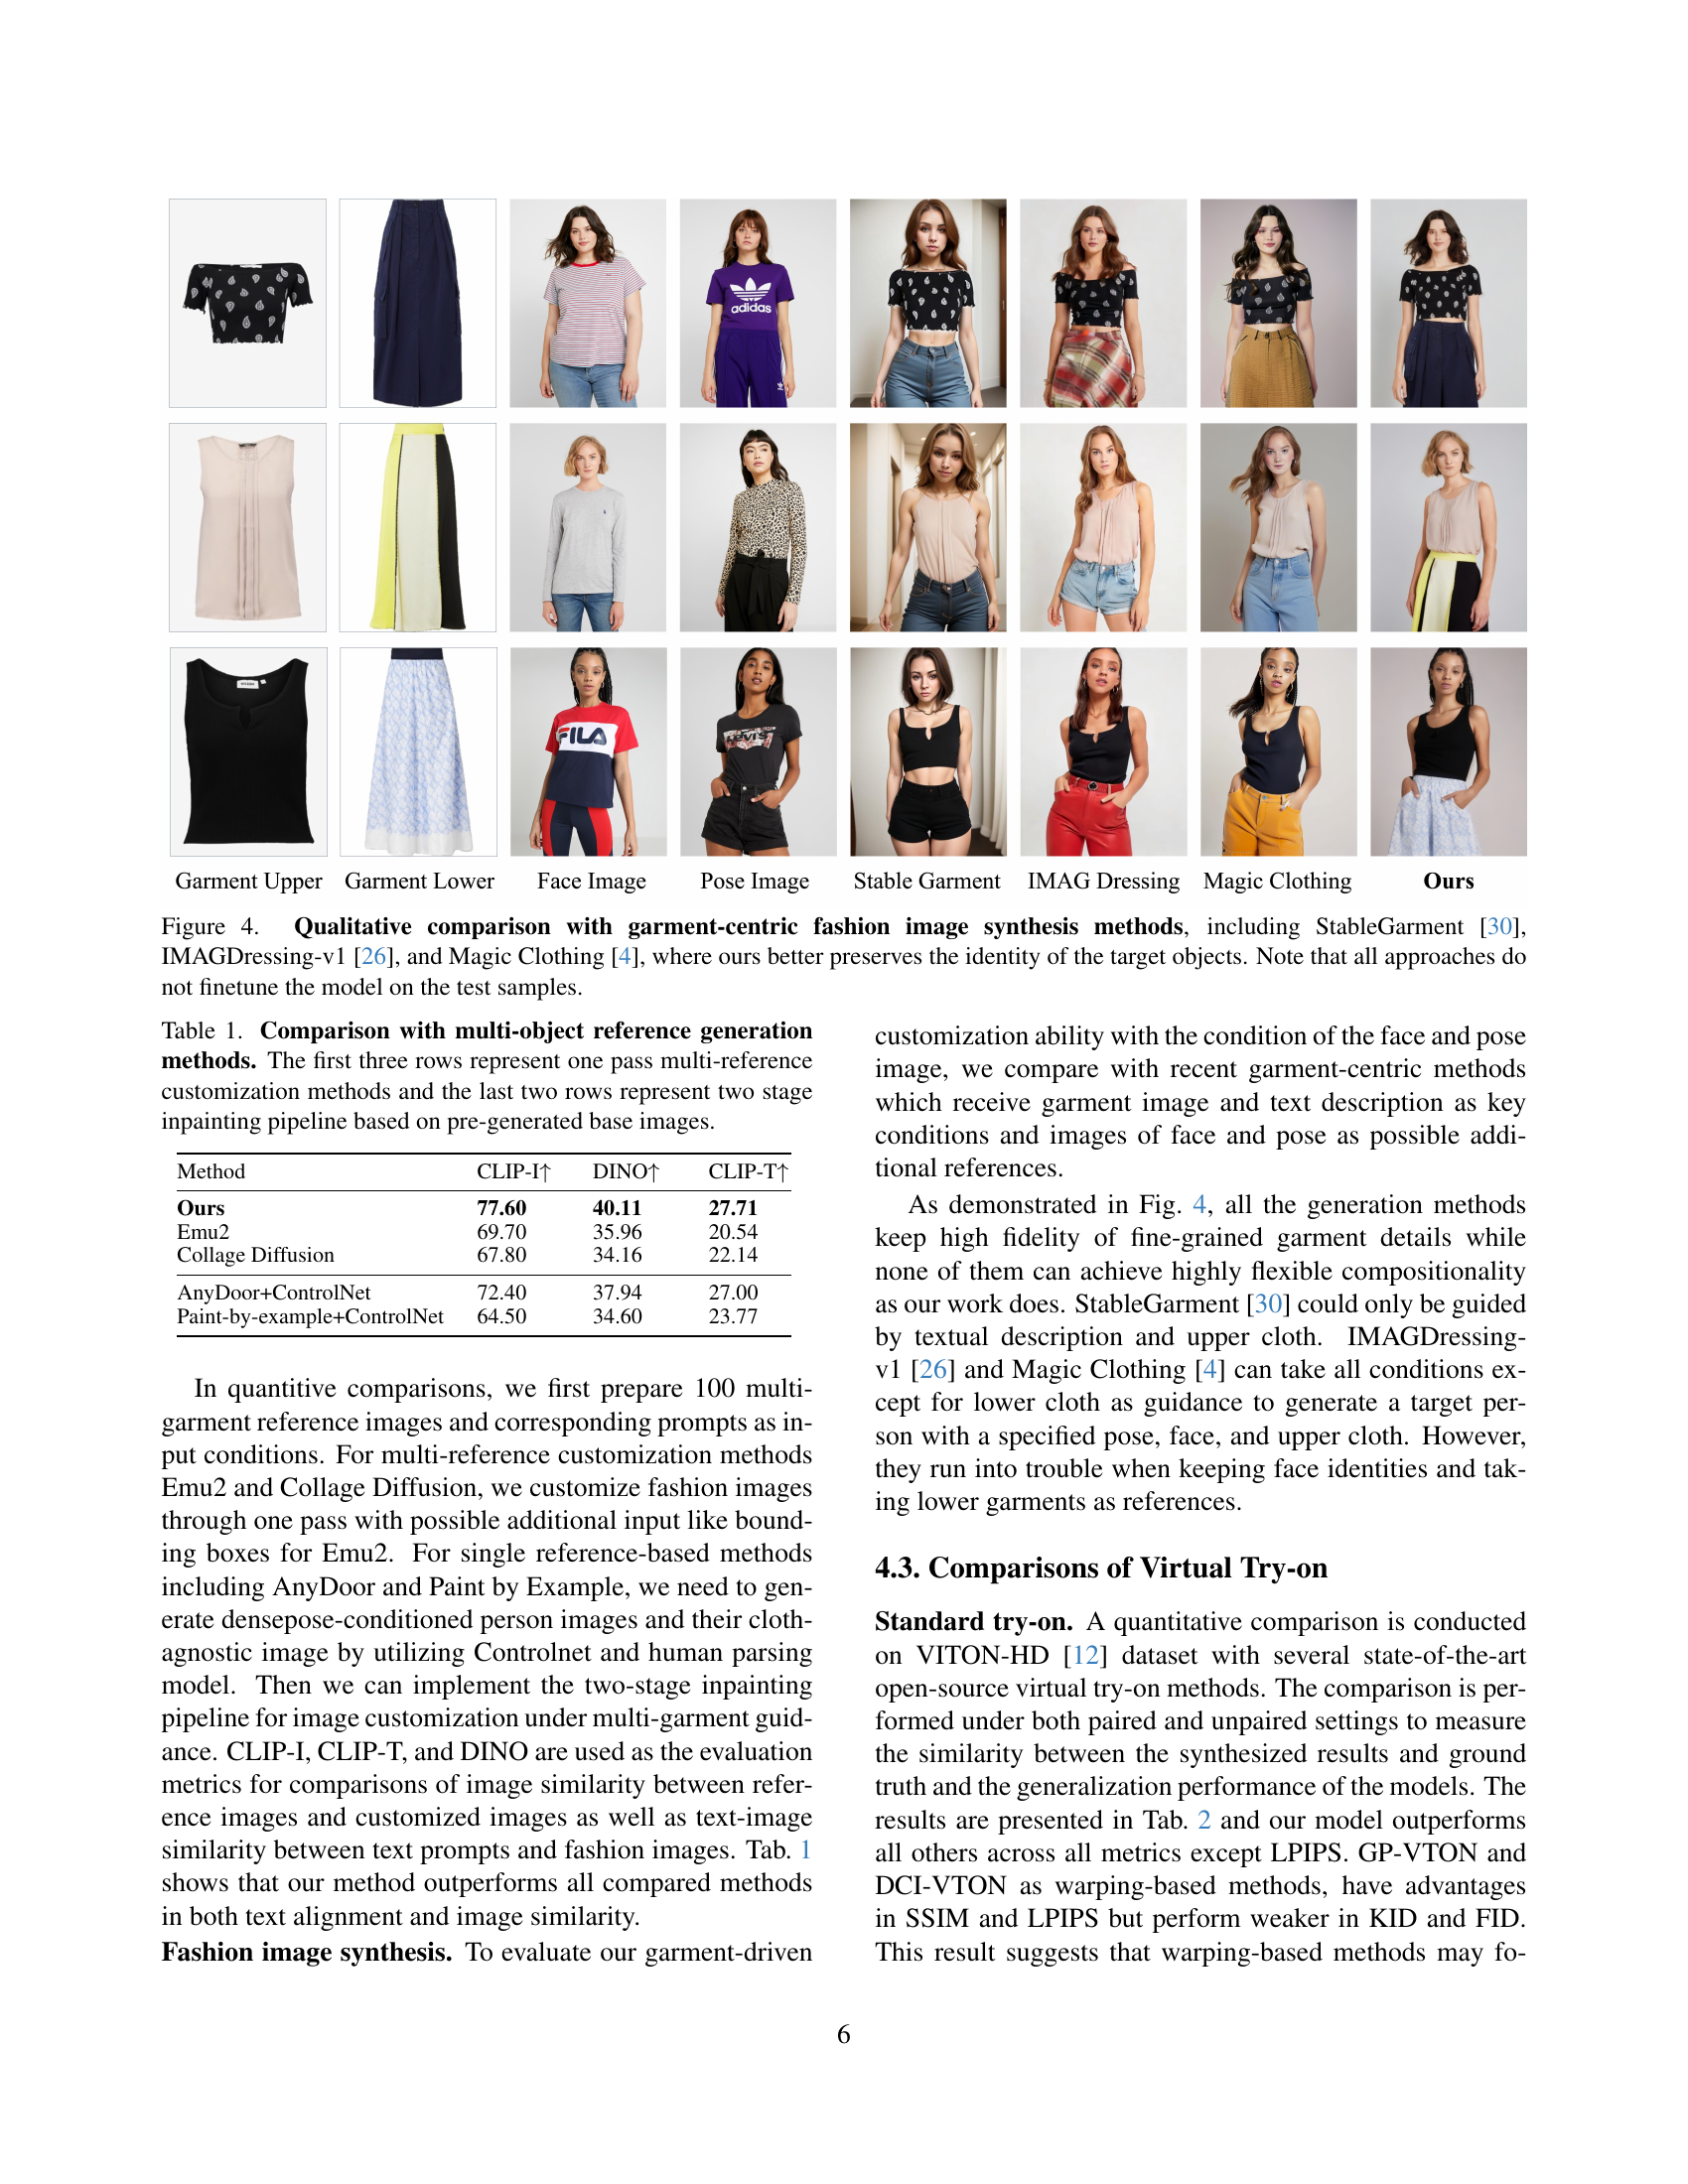 adidas
FILA
LEVI'S
Garment Upper Garment Lower Face Image Pose Image Stable Garment IMAG Dressing Magic Clothing Ours
Figure 4. Qualitative comparison with garment-centric fashion image synthesis methods, including StableGarment [30],
IMAGDressing-v1 [26], and Magic Clothing [4], where ours better preserves the identity of the target objects. Note that all approaches do
not finetune the model on the test samples.
Table 1. Comparison with multi-object reference generation
methods. The first three rows represent one pass multi-reference
customization methods and the last two rows represent two stage
inpainting pipeline based on pre-generated base images.
Method CLIP-I↑ DINO↑ CLIP-T↑
Ours 77.60 40.11 27.71
Emu2 69.70 35.96 20.54
Collage Diffusion 67.80 34.16 22.14
AnyDoor+ControlNet 72.40 37.94 27.00
Paint-by-example+ControlNet 64.50 34.60 23.77
In quantitive comparisons, we first prepare 100 multi-
garment reference images and corresponding prompts as in-
put conditions. For multi-reference customization methods
Emu2 and Collage Diffusion, we customize fashion images
through one pass with possible additional input like bound-
ing boxes for Emu2. For single reference-based methods
including AnyDoor and Paint by Example, we need to gen-
erate densepose-conditioned person images and their cloth-
agnostic image by utilizing Controlnet and human parsing
model. Then we can implement the two-stage inpainting
pipeline for image customization under multi-garment guid-
ance. CLIP-I, CLIP-T, and DINO are used as the evaluation
metrics for comparisons of image similarity between refer-
ence images and customized images as well as text-image
similarity between text prompts and fashion images. Tab. 1
shows that our method outperforms all compared methods
in both text alignment and image similarity.
Fashion image synthesis. To evaluate our garment-driven
customization ability with the condition of the face and pose
image, we compare with recent garment-centric methods
which receive garment image and text description as key
conditions and images of face and pose as possible addi-
tional references.
As demonstrated in Fig. 4, all the generation methods
keep high fidelity of fine-grained garment details while
none of them can achieve highly flexible compositionality
as our work does. StableGarment [30] could only be guided
by textual description and upper cloth. IMAGDressing-
v1 [26] and Magic Clothing [4] can take all conditions ex-
cept for lower cloth as guidance to generate a target per-
son with a specified pose, face, and upper cloth. However,
they run into trouble when keeping face identities and tak-
ing lower garments as references.
4.3. Comparisons of Virtual Try-on
Standard try-on. A quantitative comparison is conducted
on VITON-HD [12] dataset with several state-of-the-art
open-source virtual try-on methods. The comparison is per-
formed under both paired and unpaired settings to measure
the similarity between the synthesized results and ground
truth and the generalization performance of the models. The
results are presented in Tab. 2 and our model outperforms
all others across all metrics except LPIPS. GP-VTON and
DCI-VTON as warping-based methods, have advantages
in SSIM and LPIPS but perform weaker in KID and FID.
This result suggests that warping-based methods may fo-
6